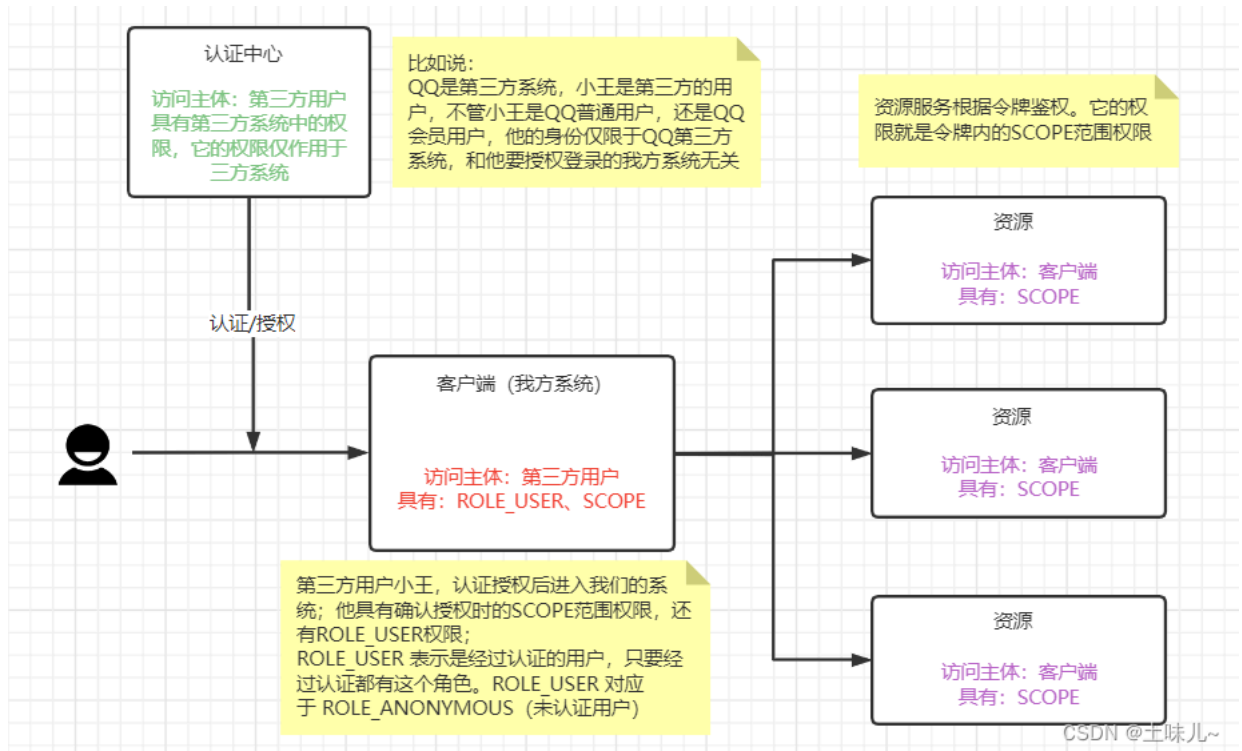 认证中心
访问主体：第三方用户
具有第三方系统中的权
限，它的权限仅作用于
三方系统
比如说：
QQ是第三方系统，小王是第三方的用
户，不管小王是QQ普通用户，还是QQ
会员用户，他的身份仅限于QQ第三方
系统，和他要授权登录的我方系统无关
资源服务根据令牌鉴权。它的权
限就是令牌内的SCOPE范围权限
资源
访问主体：客户端
具有：SCOPE
认证/授权
客户端（我方系统）
访问主体：第三方用户
具有：ROLE_USER、SCOPE
资源
访问主体：客户端
具有：SCOPE
第三方用户小王，认证授权后进入我们的系
统；他具有确认授权时的SCOPE范围权限，还
有ROLE_USER权限；
ROLE_USER 表示是经过认证的用户，只要经
过认证都有这个角色。ROLE_USER 对应
于 ROLE_ANONYMOUS（未认证用户）
资源
访问主体：客户端
具有：SCOPE
CSDN @土味儿~